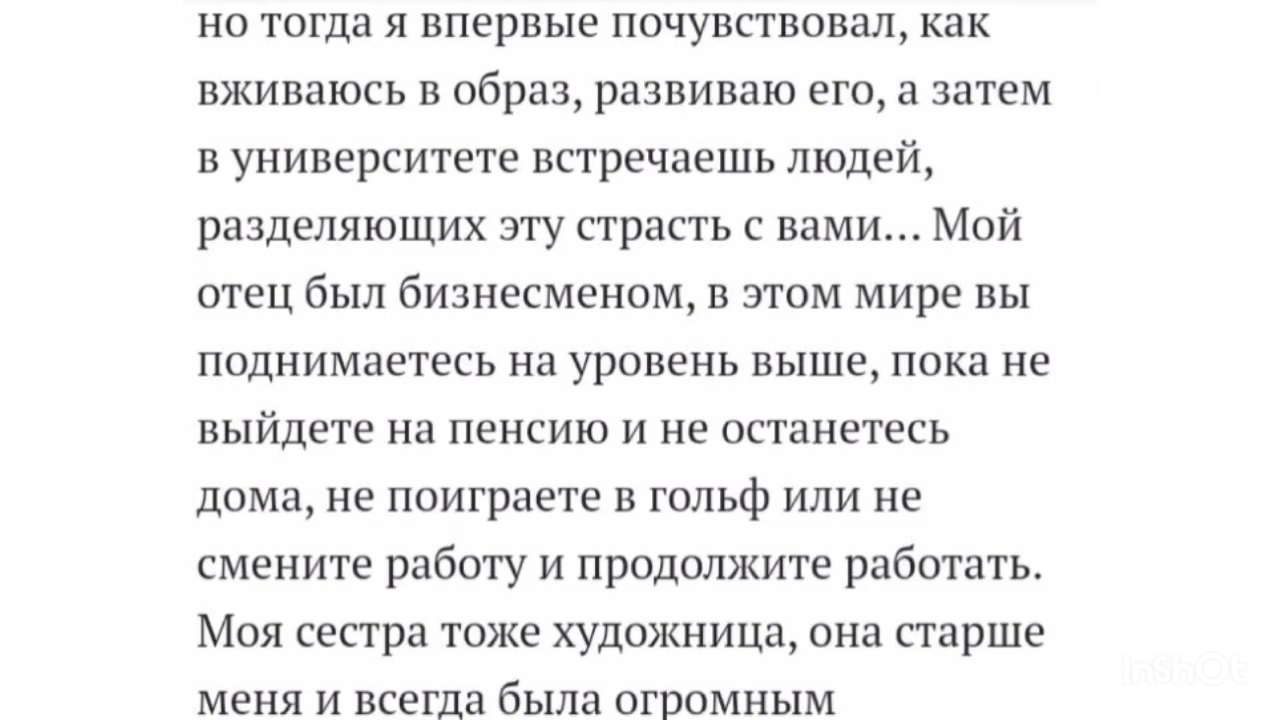 но тогда я впервые почувствовал, как
вживаюсь в образ, развиваю его, а затем
в университете встречаешь людей,
разделяющих эту страсть с вами... Мой
отец был бизнесменом, в этом мире вы
поднимаетесь на уровень выше, пока не
выйдете на пенсию и не останетесь
дома, не поиграете в гольф или не
смените работу и продолжите работать.
Моя сестра тоже художница, она старше
меня и всегда была огромным
InShOt